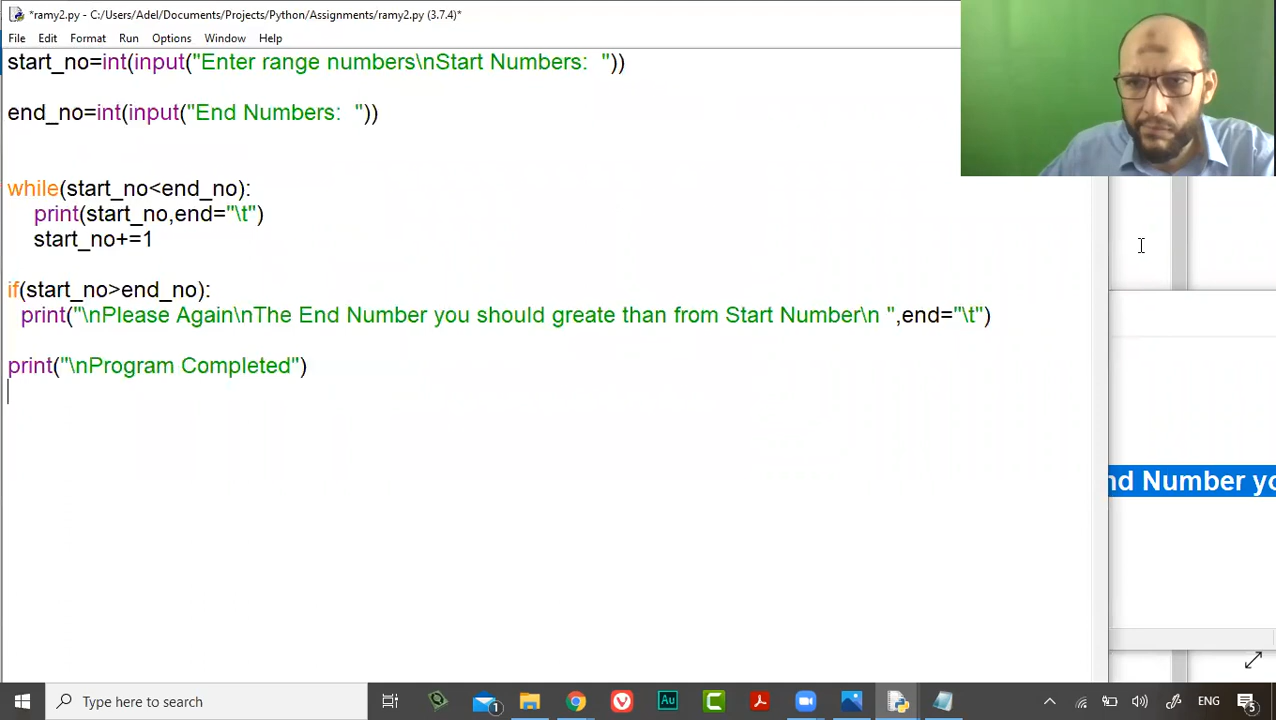 *ramy2.py - C:/Users/Adel/Documents/Projects/Python/Assignments/ramy2.py (3.7.4)*
File Edit Format Run Options Window Help
start_no=int(input("Enter range numbers\nStart Numbers:  "))
end_no=int(input("End Numbers:  "))
while(start_no<end_no):
print(start_no,end="\t")
start_no+=1
if(start_no>end_no):
print("\nPlease Again\nThe End Number you should greate than from Start Number\n ",end="\t")
print("\nProgram Completed")
nd Number yo
Type here to search
1
Au
C
ENG
5